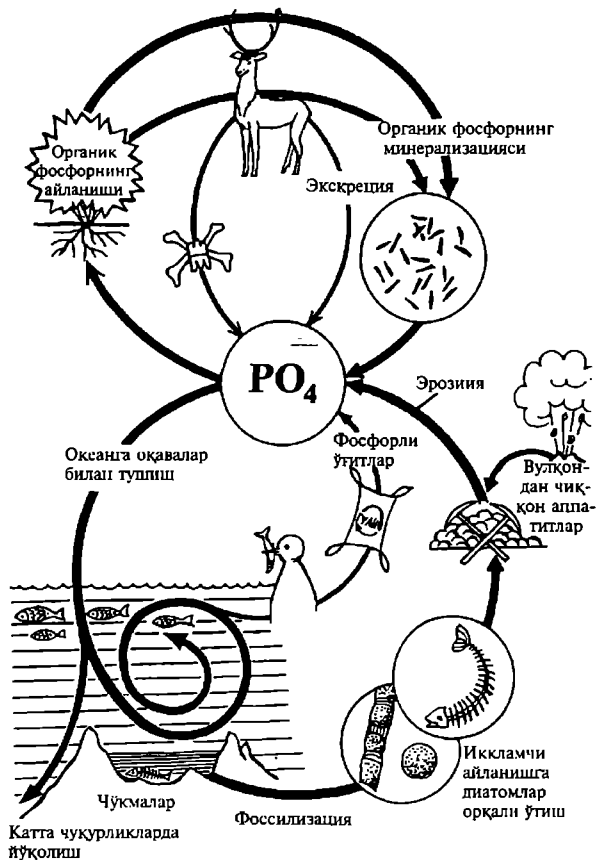 Органик
фосфорнинг
айланиши
Органик фосфорнинг
минерализацияси
Экскреция
PO4
Эрозиия
Фосфорли
ўғитлар
Вулқон-
дан чиқ-
қон аппа-
титлар
Океанга оқавалар
билан тушиш
Чўкмалар
Фоссилизация
Катта чуқурликларда
йўқолиш
Иккламчи
айланишга
диатомлар
орқали ўтиш